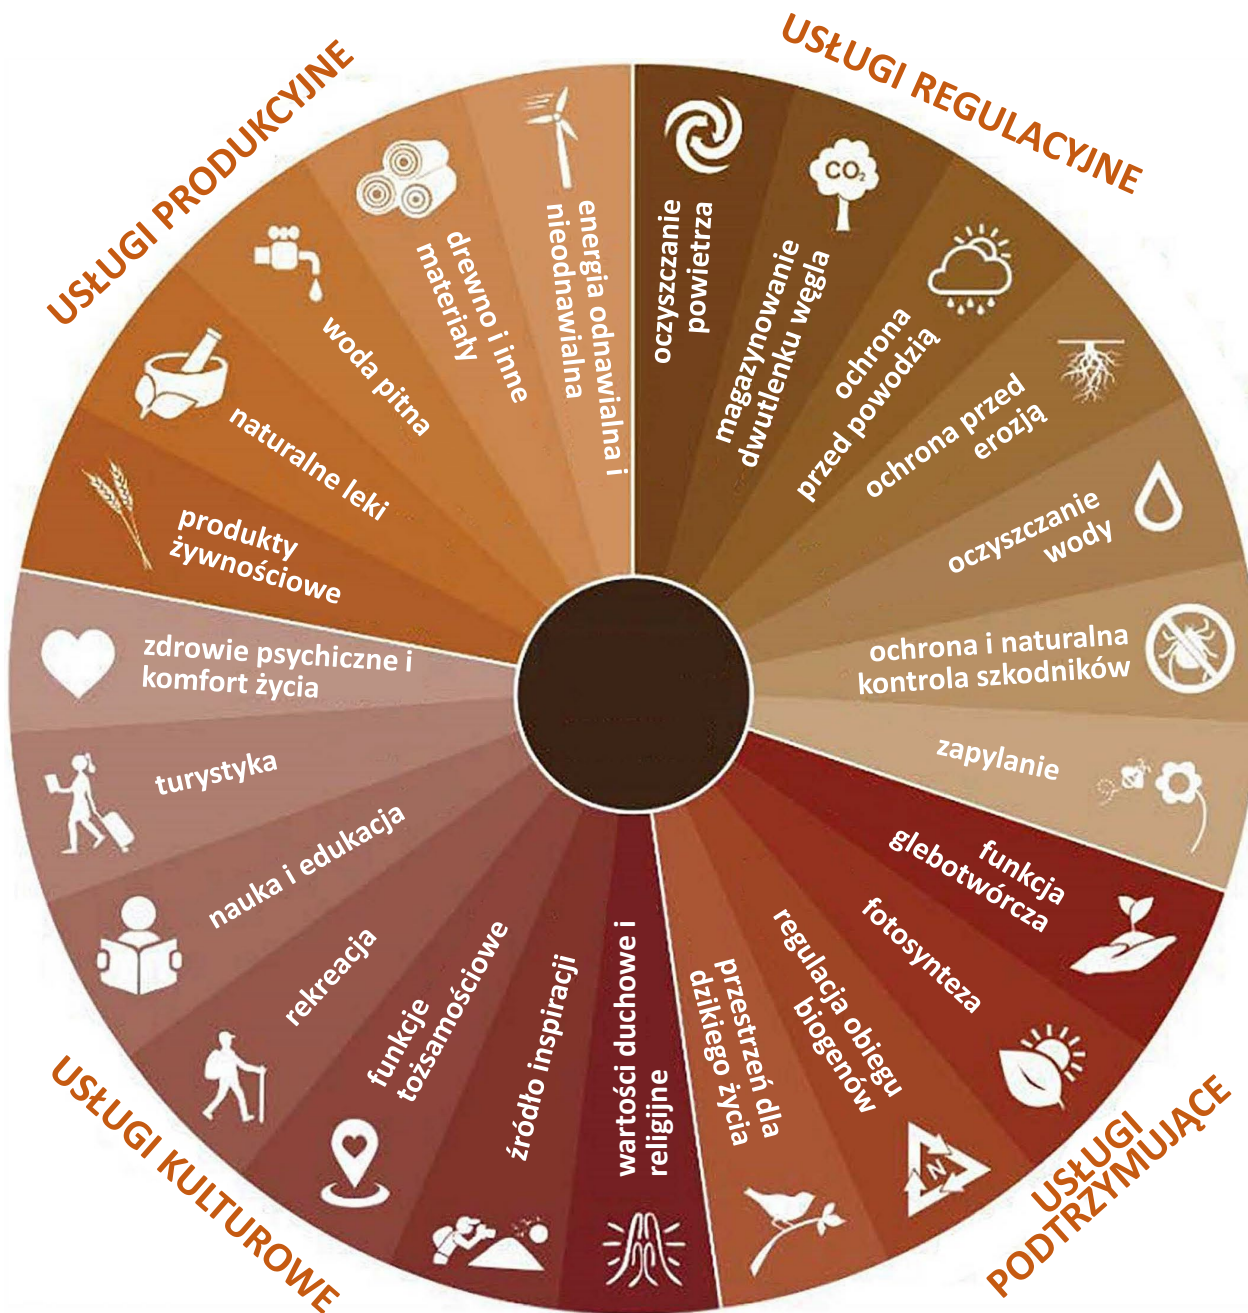 USŁUGI PRODUKCYJNE
USŁUGI REGULACYJNE
energia odnawialna i
nieodnawialna
drewno i inne
materiały
woda pitna
naturalne leki
produkty
żywnościowe
oczyszczanie
powietrza
magazynowanie
dwutlenku węgla
CO₂
ochrona
przed powodzią
ochrona przed
erozją
oczyszczanie
wody
ochrona i naturalna
kontrola szkodników
zapylanie
funkcja
glebotwórcza
fotosynteza
regulacja obiegu
biogenów
N
przestrzeń dla
dzikiego życia
USŁUGI
PODTRZYMUJĄCE
zdrowie psychiczne i
komfort życia
turystyka
nauka i edukacja
rekreacja
funkcje
tożsamościowe
źródło inspiracji
wartości duchowe i
religijne
USŁUGI KULTUROWE